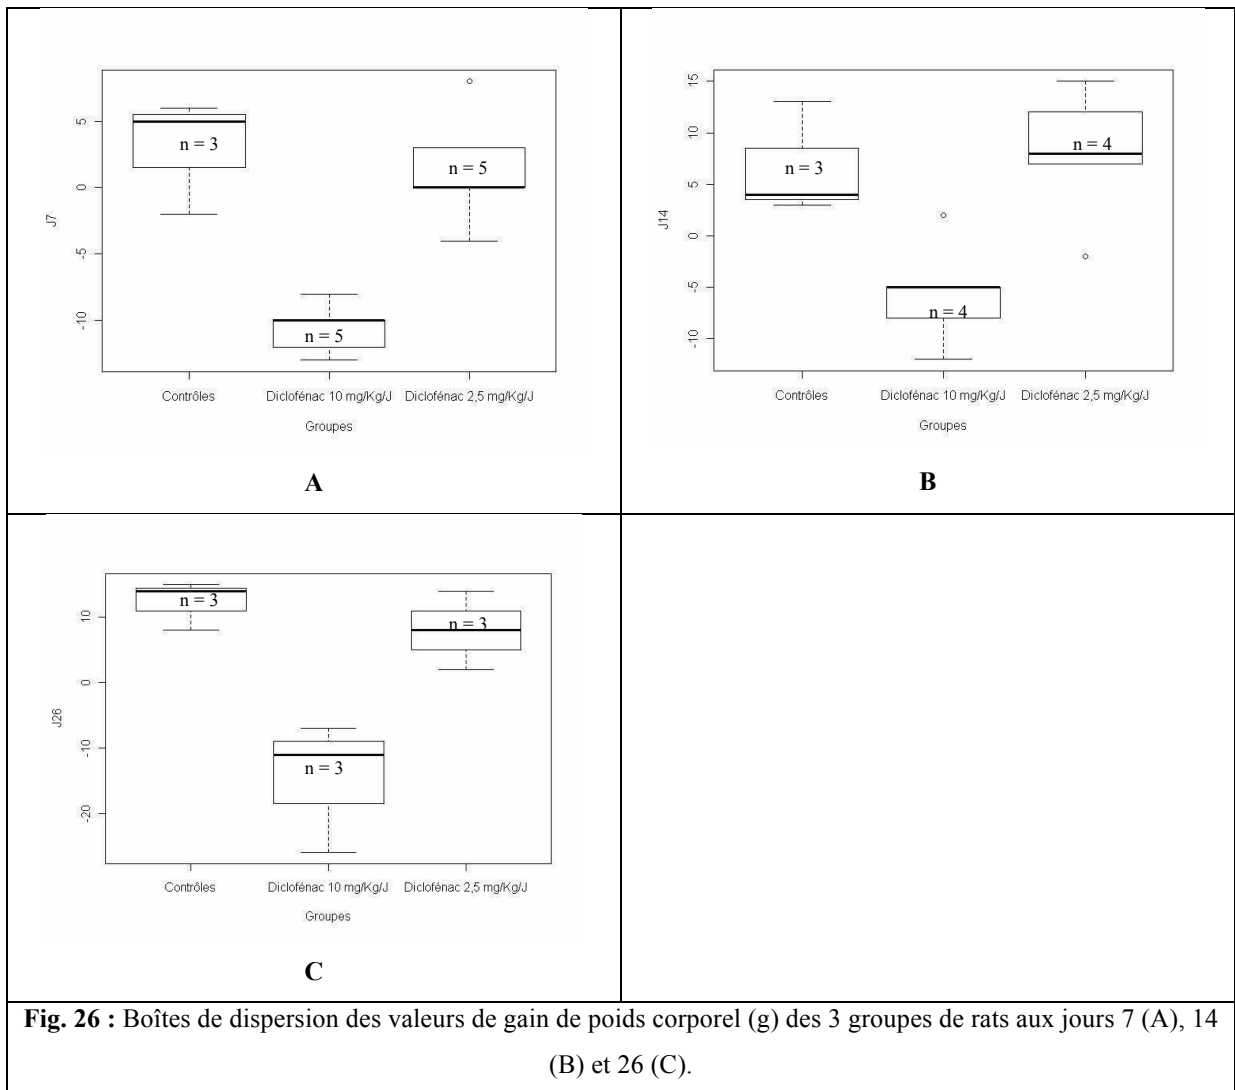 5
0
-5
-10
J7
n = 3
n = 5
n = 5
Contrôles
Diclofénac 10 mg/Kg/J
Diclofénac 2,5 mg/Kg/J
Groupes
A
15
10
5
0
-5
-10
J14
n = 3
n = 4
n = 4
Contrôles
Diclofénac 10 mg/Kg/J
Diclofénac 2,5 mg/Kg/J
Groupes
B
10
0
-10
-20
J26
n = 3
n = 3
n = 3
Contrôles
Diclofénac 10 mg/Kg/J
Diclofénac 2,5 mg/Kg/J
Groupes
C
Fig. 26 : Boîtes de dispersion des valeurs de gain de poids corporel (g) des 3 groupes de rats aux jours 7 (A), 14
(B) et 26 (C).